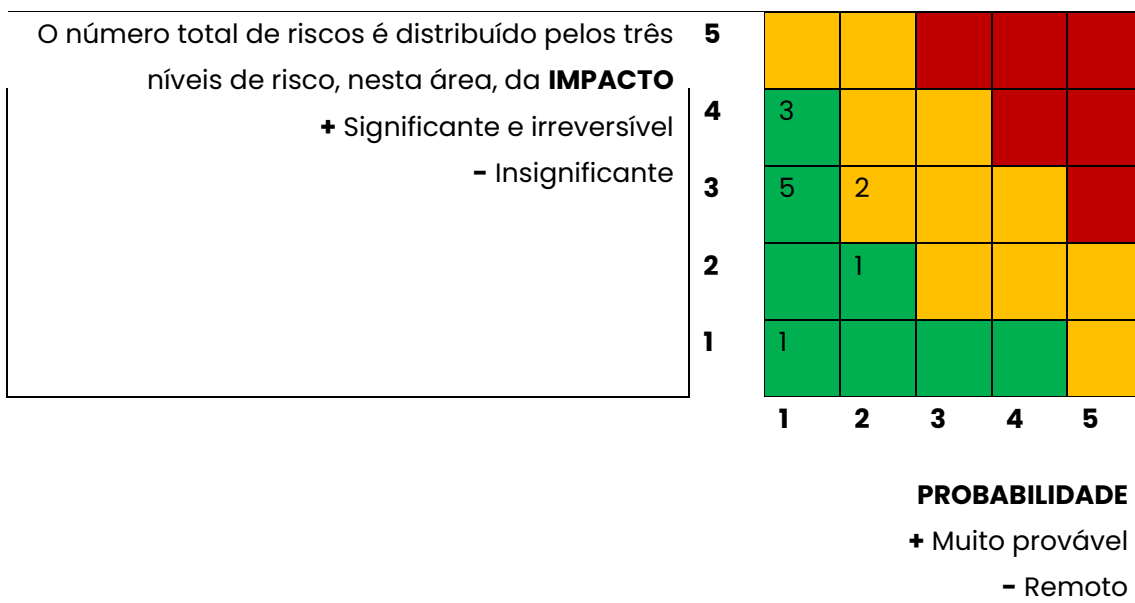 O número total de riscos é distribuído pelos três
níveis de risco, nesta área, da IMPACTO
+ Significante e irreversível
- Insignificante
5
4 3
3 5 2
2 1
1 1
1 2 3 4 5
PROBABILIDADE
+ Muito provável
- Remoto